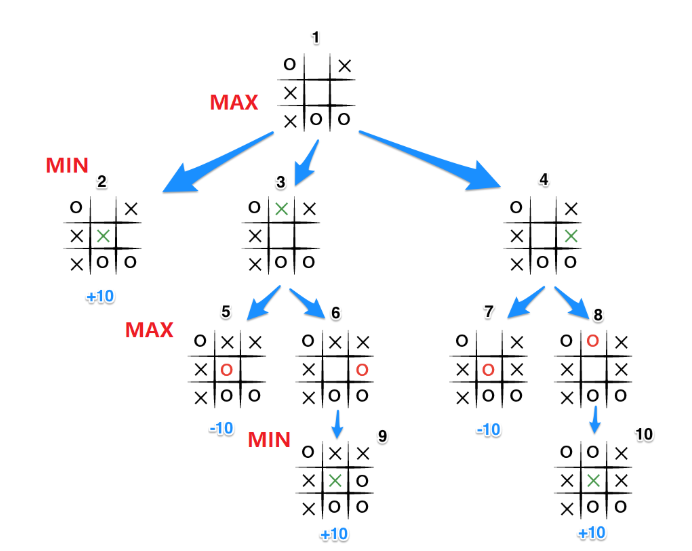 1
O X
X
MAX
X O O
MIN
2 3 4
O X O X X O X
X X X X X
X O O X O O X O O
+10
5 6 7 8
MAX
O X X O X X O X O O X
X O X O X O X X X
X O O X O O X O O X O O
-10 -10
MIN 9 10
O X X O O X
X X O X X X
X O O X O O
+10 +10